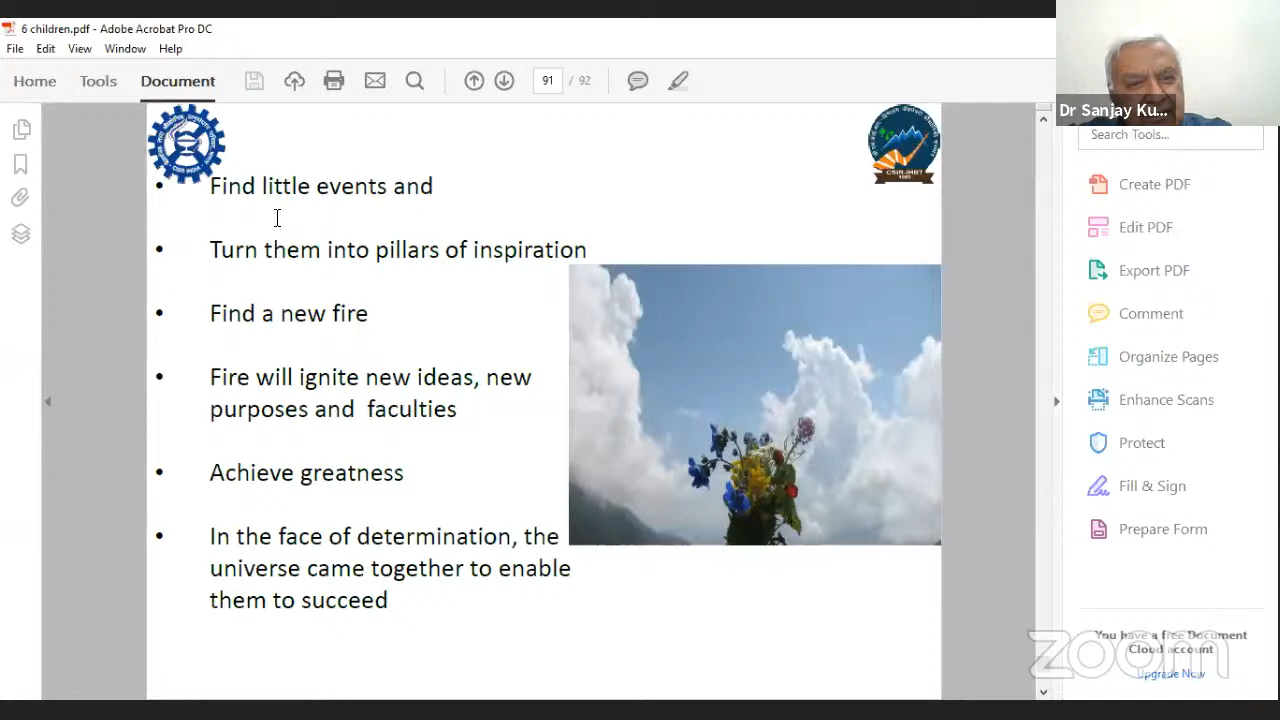 6 children.pdf - Adobe Acrobat Pro DC
File Edit View Window Help
Home Tools Document 91 / 92
Dr Sanjay Ku...
Search Tools...
CSIR-INDIA
CSIR-IHBT
• Find little events and
• Turn them into pillars of inspiration
• Find a new fire
• Fire will ignite new ideas, new
purposes and faculties
• Achieve greatness
• In the face of determination, the
universe came together to enable
them to succeed
Create PDF
Edit PDF
Export PDF
Comment
Organize Pages
Enhance Scans
Protect
Fill & Sign
Prepare Form
You have a free Document
Cloud account
Upgrade Now
zoom